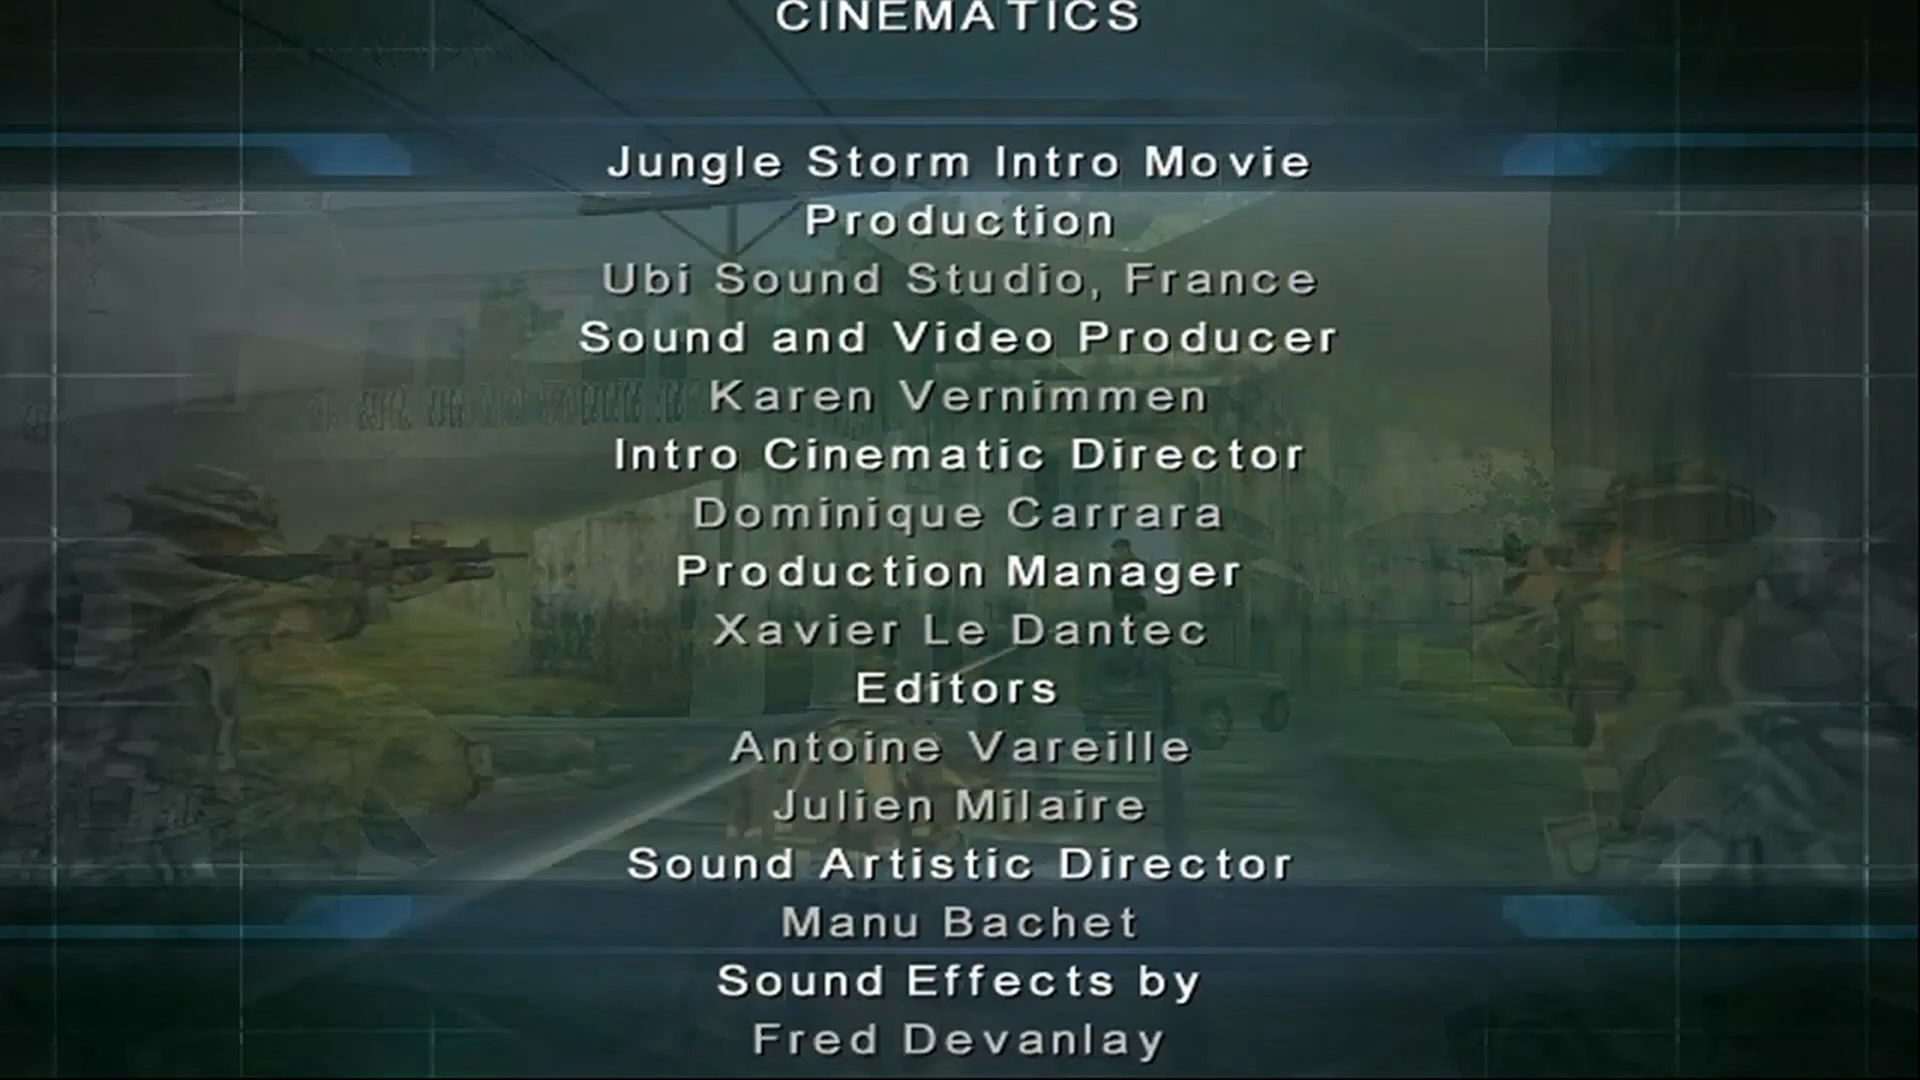 CINEMATICS
Jungle Storm Intro Movie
Production
Ubi Sound Studio, France
Sound and Video Producer
Karen Vernimmen
Intro Cinematic Director
Dominique Carrara
Production Manager
Xavier Le Dantec
Editors
Antoine Vareille
Julien Milaire
Sound Artistic Director
Manu Bachet
Sound Effects by
Fred Devanlay